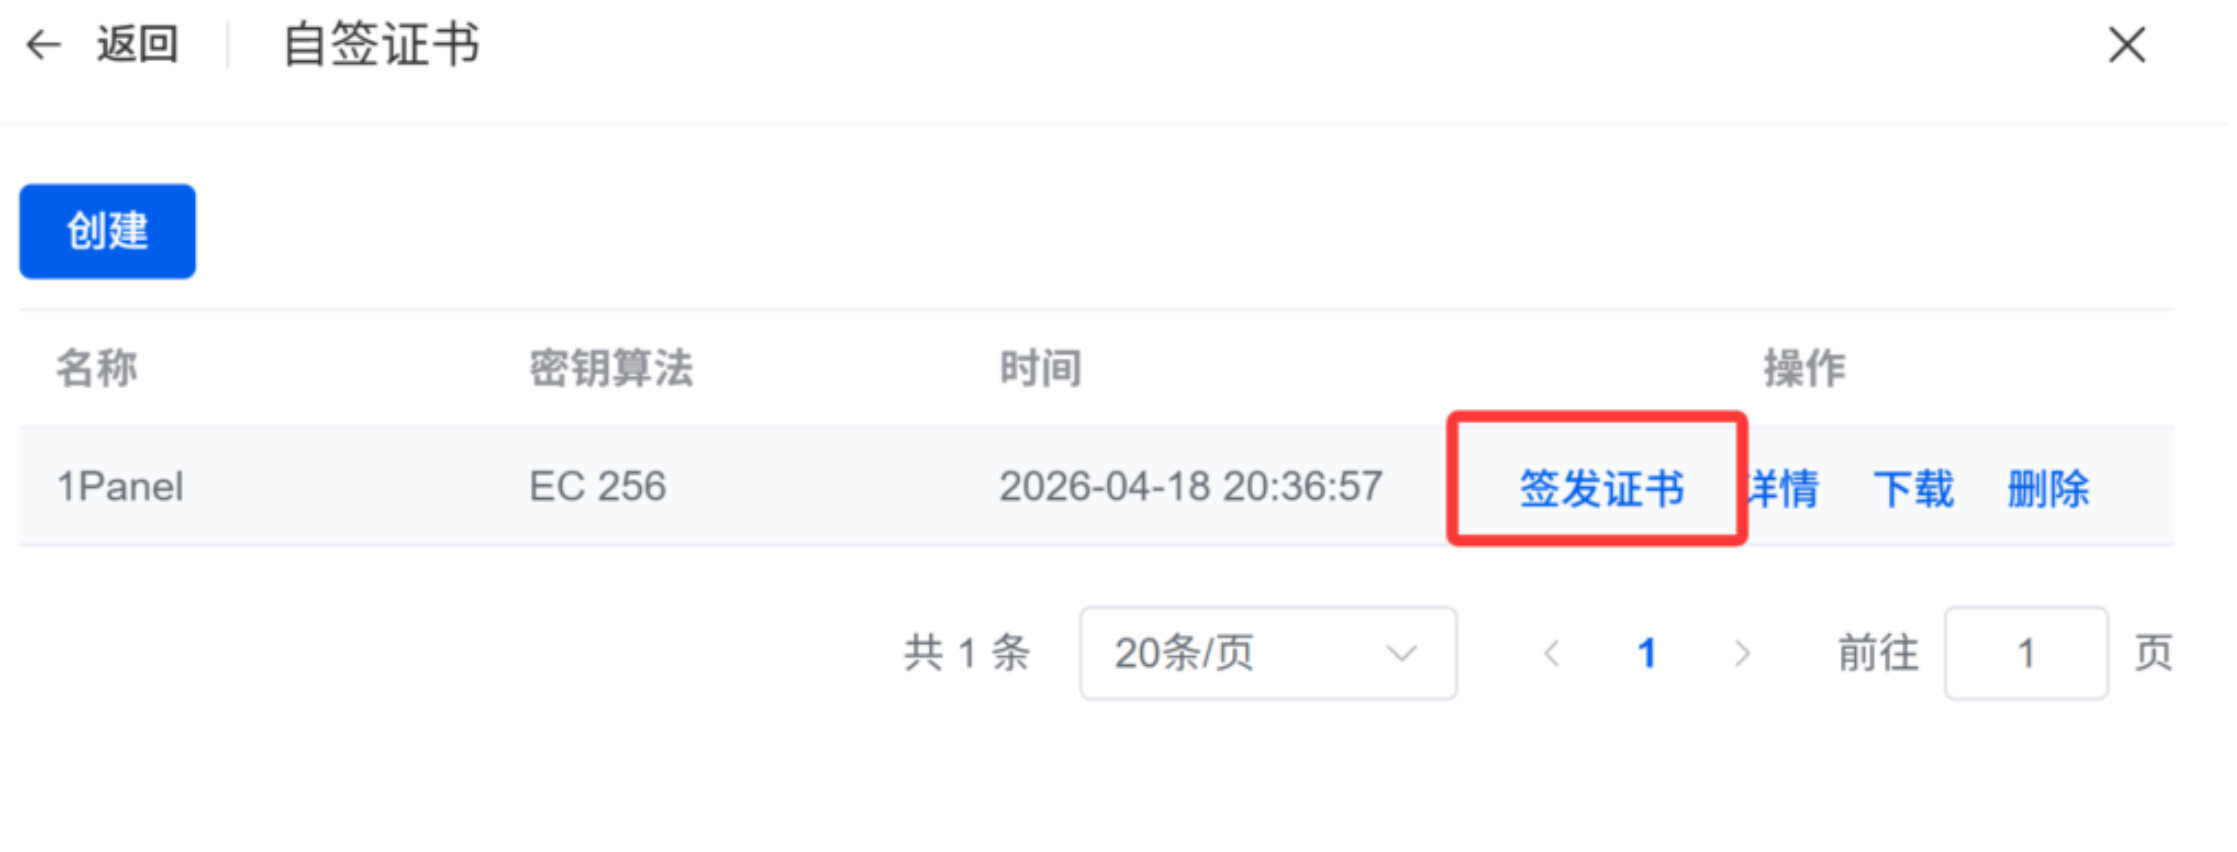 返回 自签证书
创建
名称 密钥算法 时间 操作
1Panel EC 256 2026-04-18 20:36:57 签发证书 详情 下载 删除
共 1 条 20条/页 1 前往 1 页